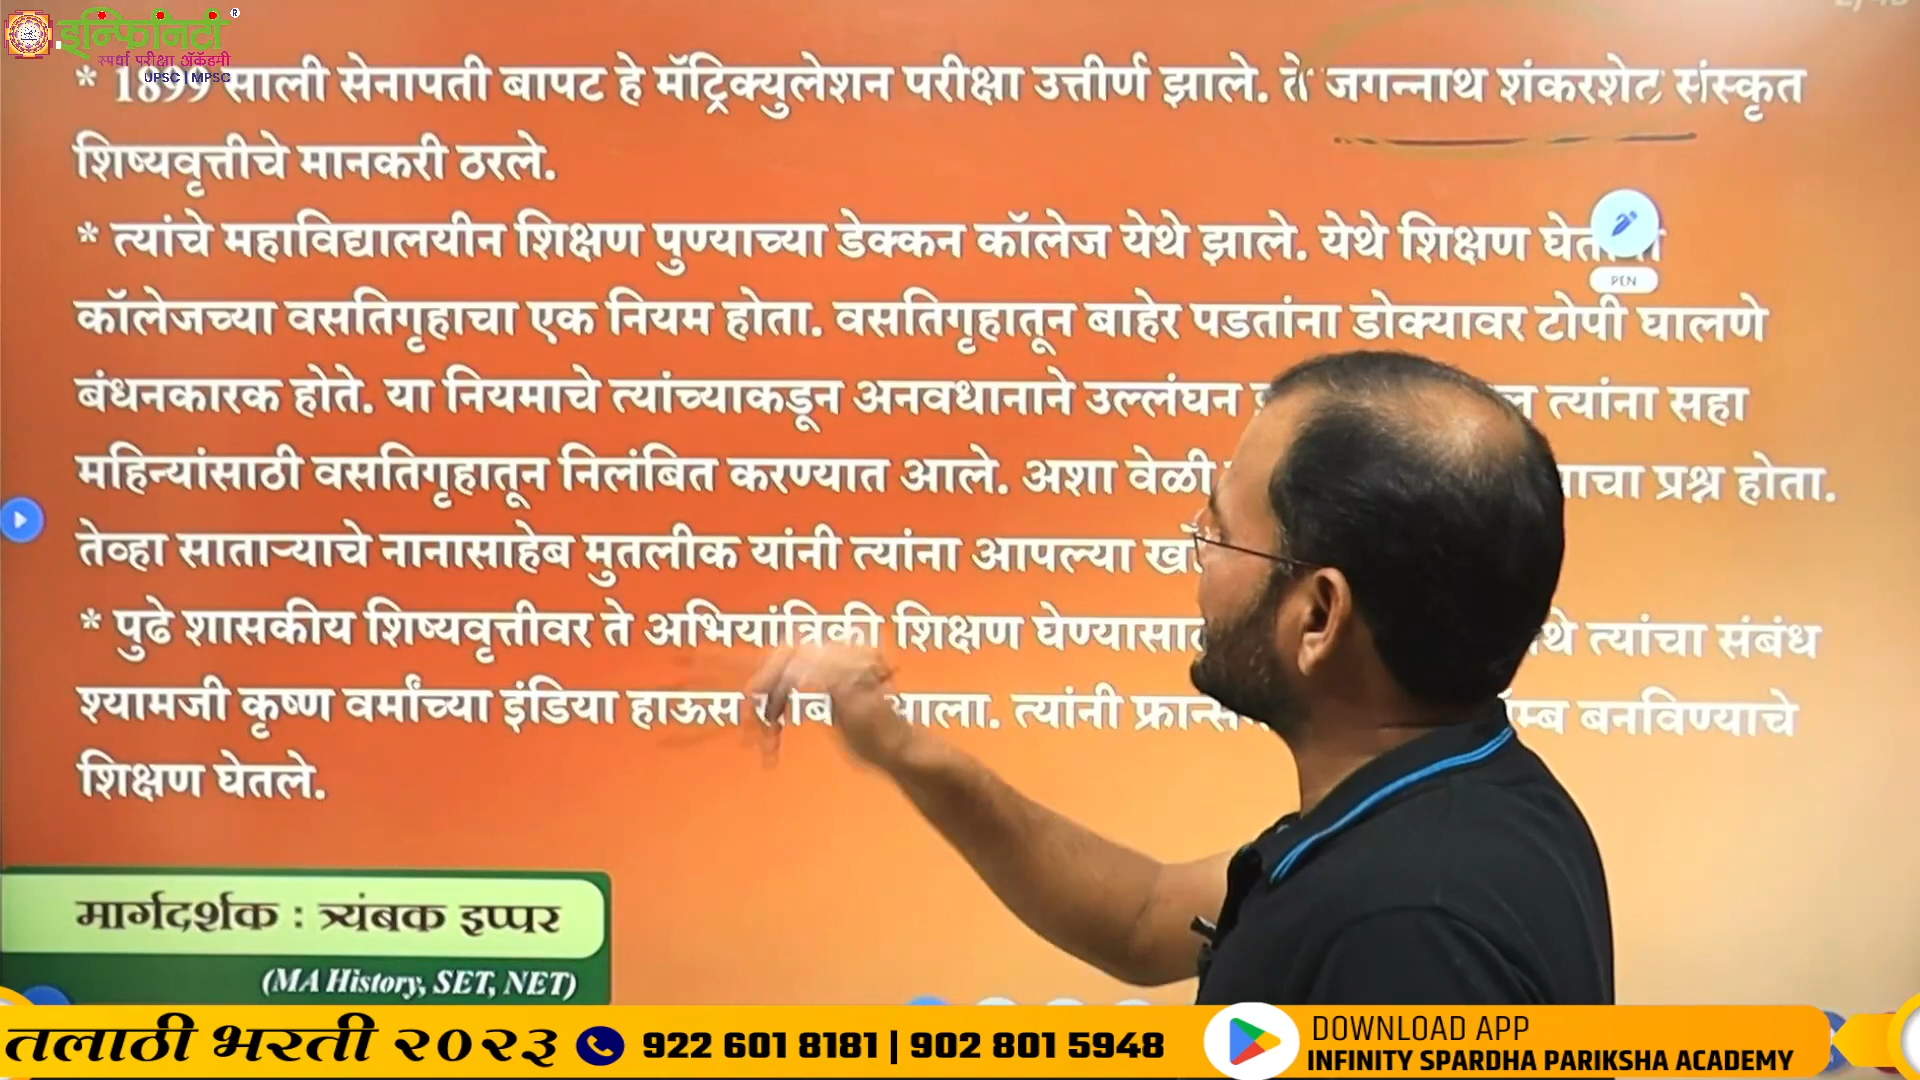 इन्फिनिटी
®
स्पर्धा परीक्षा अ‍ॅकॅडमी
UPSC | MPSC
* 1899 साली सेनापती बापट हे मॅट्रिक्युलेशन परीक्षा उत्तीर्ण झाले. ते जगन्नाथ शंकरशेट संस्कृत
शिष्यवृत्तीचे मानकरी ठरले.
* त्यांचे महाविद्यालयीन शिक्षण पुण्याच्या डेक्कन कॉलेज येथे झाले. येथे शिक्षण
PEN
कॉलेजच्या वसतिगृहाचा एक नियम होता. वसतिगृहातून बाहेर पडतांना डोक्यावर टोपी घालणे
बंधनकारक होते. या नियमाचे त्यांच्याकडून अनवधानाने उल्लंघन त्यांना सहा
महिन्यांसाठी वसतिगृहातून निलंबित करण्यात आले. अशा वेळी प्रश्न होता.
तेव्हा साताऱ्याचे नानासाहेब मुतलीक यांनी त्यांना आपल्या
* पुढे शासकीय शिष्यवृत्तीवर ते अभियांत्रिकी शिक्षण त्यांचा संबंध
श्यामजी कृष्ण वर्मांच्या इंडिया हाऊस आला. त्यांनी बनविण्याचे
शिक्षण घेतले.
मार्गदर्शक : त्र्यंबक इप्पर
(MA History, SET, NET)
तलाठी भरती २०२३ 922 601 8181 | 902 801 5948
DOWNLOAD APP
INFINITY SPARDHA PARIKSHA ACADEMY